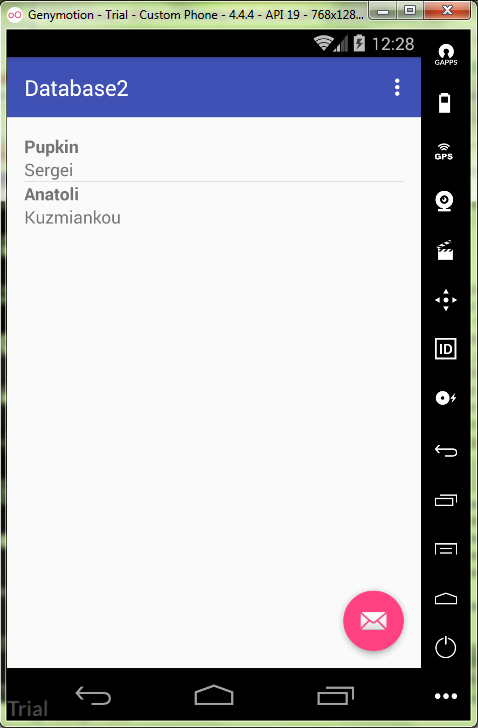 Genymotion - Trial - Custom Phone - 4.4.4 - API 19 - 768x128...
12:28
GAPPS
Database2
Pupkin
Sergei
Anatoli
Kuzmiankou
GPS
ID
Trial